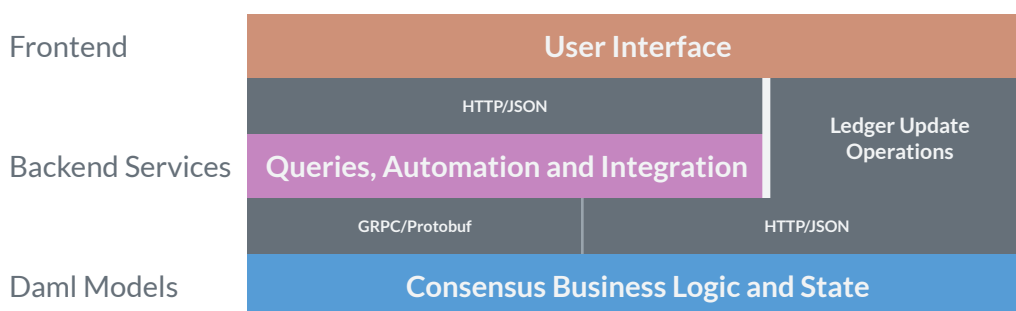 Frontend
User Interface
HTTP/JSON
Ledger Update
Operations
Backend Services
Queries, Automation and Integration
GRPC/Protobuf
HTTP/JSON
Daml Models
Consensus Business Logic and State